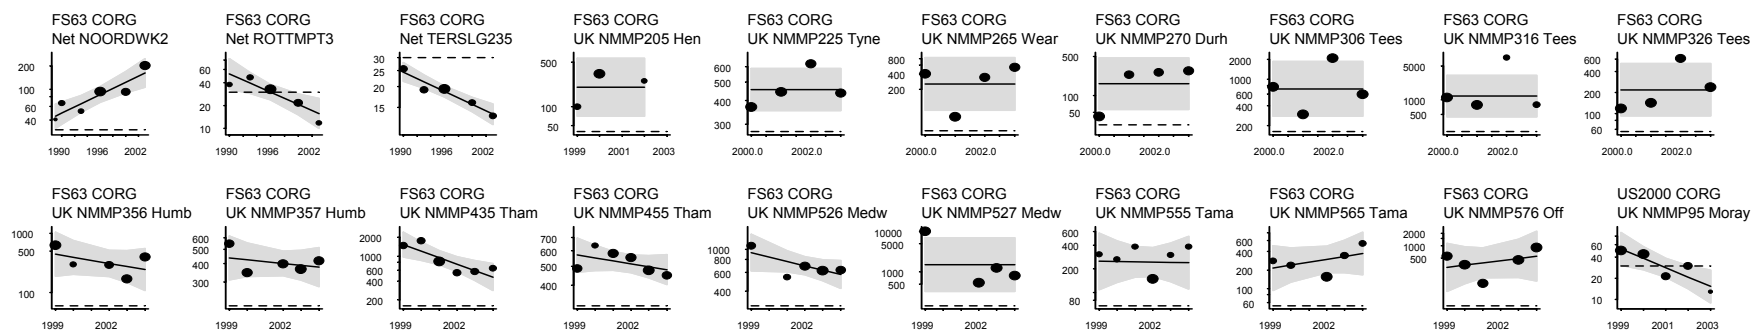 FS63 CORG
Net NOORDWK2
200
100
60
40
1990 1996 2002
FS63 CORG
Net ROTTMPT3
60
40
20
10
1990 1996 2002
FS63 CORG
Net TERSLG235
30
25
20
15
1990 1996 2002
FS63 CORG
UK NMMP205 Hen
500
100
50
1999 2001 2003
FS63 CORG
UK NMMP225 Tyne
600
500
400
300
2000.0 2002.0
FS63 CORG
UK NMMP265 Wear
800
400
200
2000.0 2002.0
FS63 CORG
UK NMMP270 Durh
500
100
50
2000.0 2002.0
FS63 CORG
UK NMMP306 Tees
2000
1000
600
400
200
2000.0 2002.0
FS63 CORG
UK NMMP316 Tees
5000
1000
500
2000.0 2002.0
FS63 CORG
UK NMMP326 Tees
600
400
200
100
60
2000.0 2002.0
FS63 CORG
UK NMMP356 Humb
1000
500
100
1999 2002
FS63 CORG
UK NMMP357 Humb
600
500
400
300
1999 2002
FS63 CORG
UK NMMP435 Tham
2000
1000
600
400
200
1999 2002
FS63 CORG
UK NMMP455 Tham
700
600
500
400
1999 2002
FS63 CORG
UK NMMP526 Medw
1000
800
600
400
1999 2002
FS63 CORG
UK NMMP527 Medw
10000
5000
1000
500
1999 2002
FS63 CORG
UK NMMP555 Tama
600
400
200
80
1999 2002
FS63 CORG
UK NMMP565 Tama
600
400
200
100
60
1999 2002
FS63 CORG
UK NMMP576 Off
2000
1000
500
1999 2002
US2000 CORG
UK NMMP95 Moray
60
40
20
10
1999 2001 2003